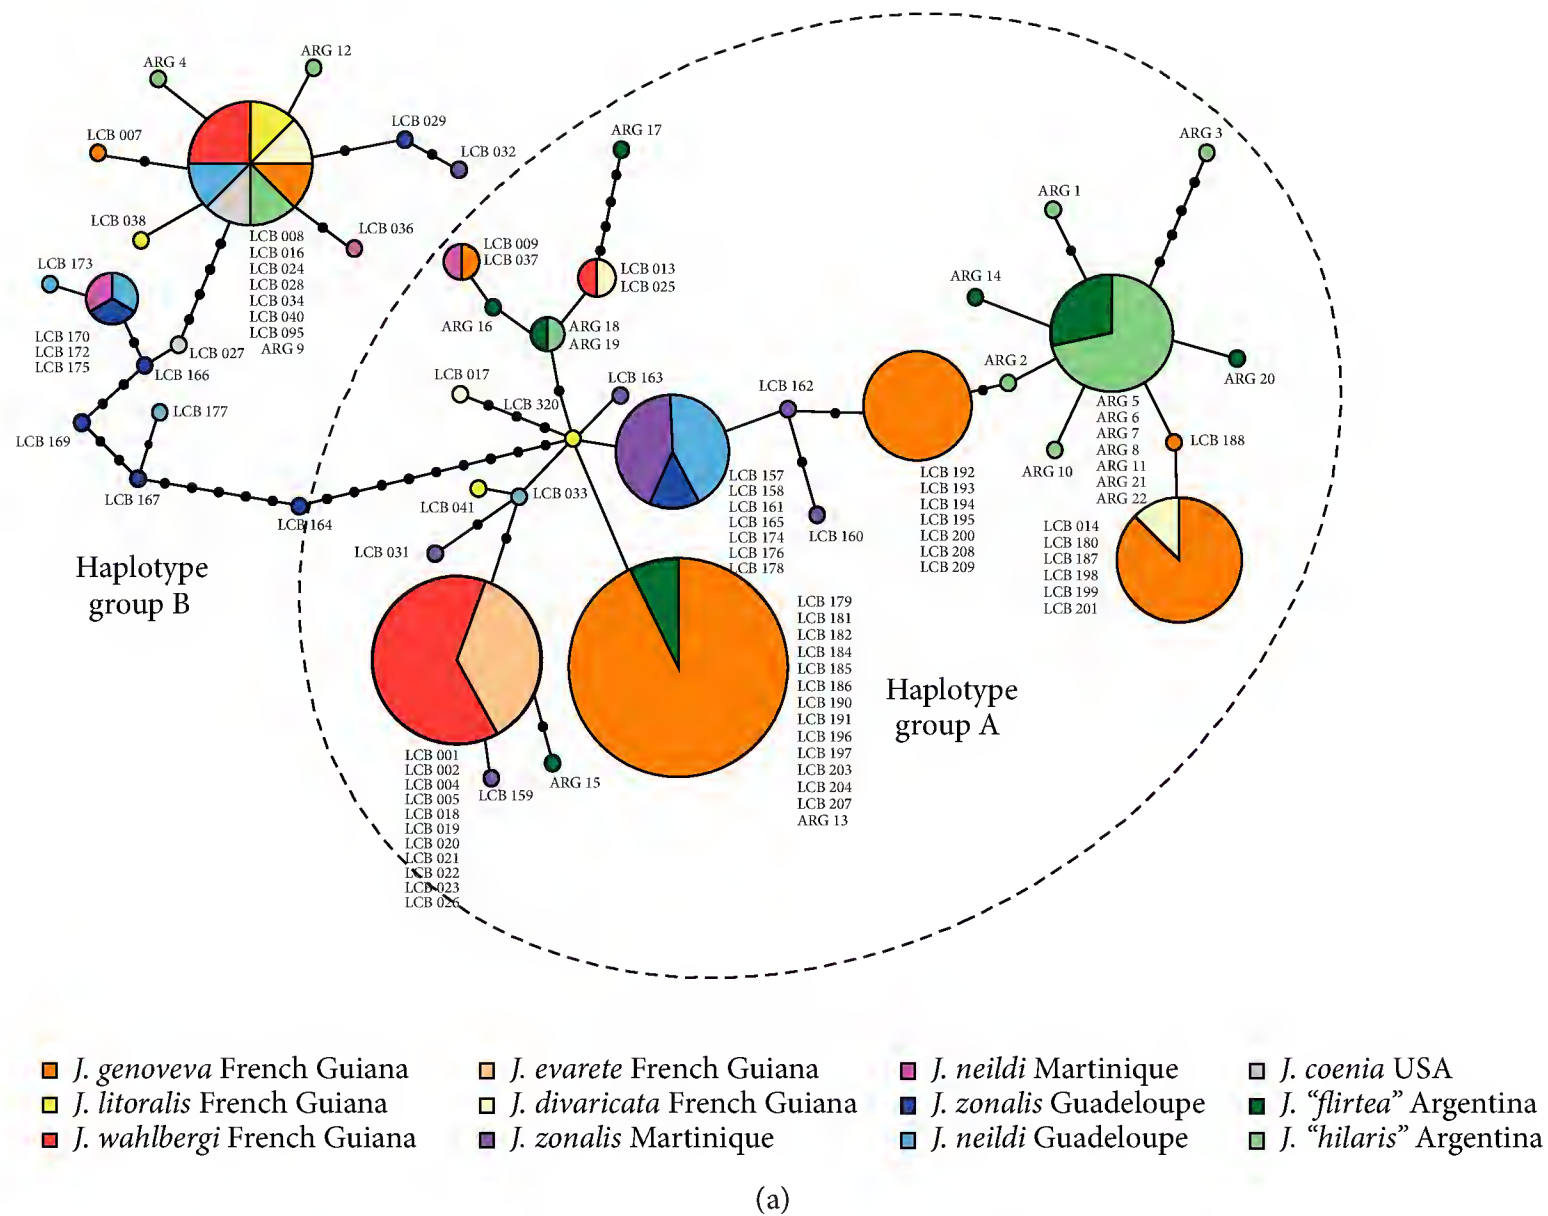 ARG 4
ARG 12
LCB 007
LCB 029
LCB 032
LCB 038
LCB 036
LCB 008
LCB 016
LCB 024
LCB 028
LCB 034
LCB 040
LCB 095
ARG 9
LCB 173
LCB 170
LCB 172
LCB 175
LCB 027
LCB 166
LCB 177
LCB 169
LCB 167
LCB 164
Haplotype
group B
ARG 17
LCB 009
LCB 037
LCB 013
LCB 025
ARG 16
ARG 18
ARG 19
LCB 017
LCB 320
LCB 163
LCB 041
LCB 033
LCB 031
LCB 157
LCB 158
LCB 161
LCB 165
LCB 174
LCB 176
LCB 178
LCB 162
LCB 160
ARG 3
ARG 1
ARG 14
ARG 2
ARG 20
ARG 10
ARG 5
ARG 6
ARG 7
ARG 8
ARG 11
ARG 21
ARG 22
LCB 188
LCB 192
LCB 193
LCB 194
LCB 195
LCB 200
LCB 208
LCB 209
LCB 014
LCB 180
LCB 187
LCB 198
LCB 199
LCB 201
LCB 179
LCB 181
LCB 182
LCB 184
LCB 185
LCB 186
LCB 190
LCB 191
LCB 196
LCB 197
LCB 203
LCB 204
LCB 207
ARG 13
Haplotype
group A
LCB 159
ARG 15
LCB 001
LCB 002
LCB 004
LCB 005
LCB 018
LCB 019
LCB 020
LCB 021
LCB 022
LCB 023
LCB 026
J. genoveva French Guiana
J. litoralis French Guiana
J. wahlbergi French Guiana
J. evarete French Guiana
J. divaricata French Guiana
J. zonalis Martinique
J. neildi Martinique
J. zonalis Guadeloupe
J. neildi Guadeloupe
J. coenia USA
J. “flirtea” Argentina
J. “hilaris” Argentina
(a)